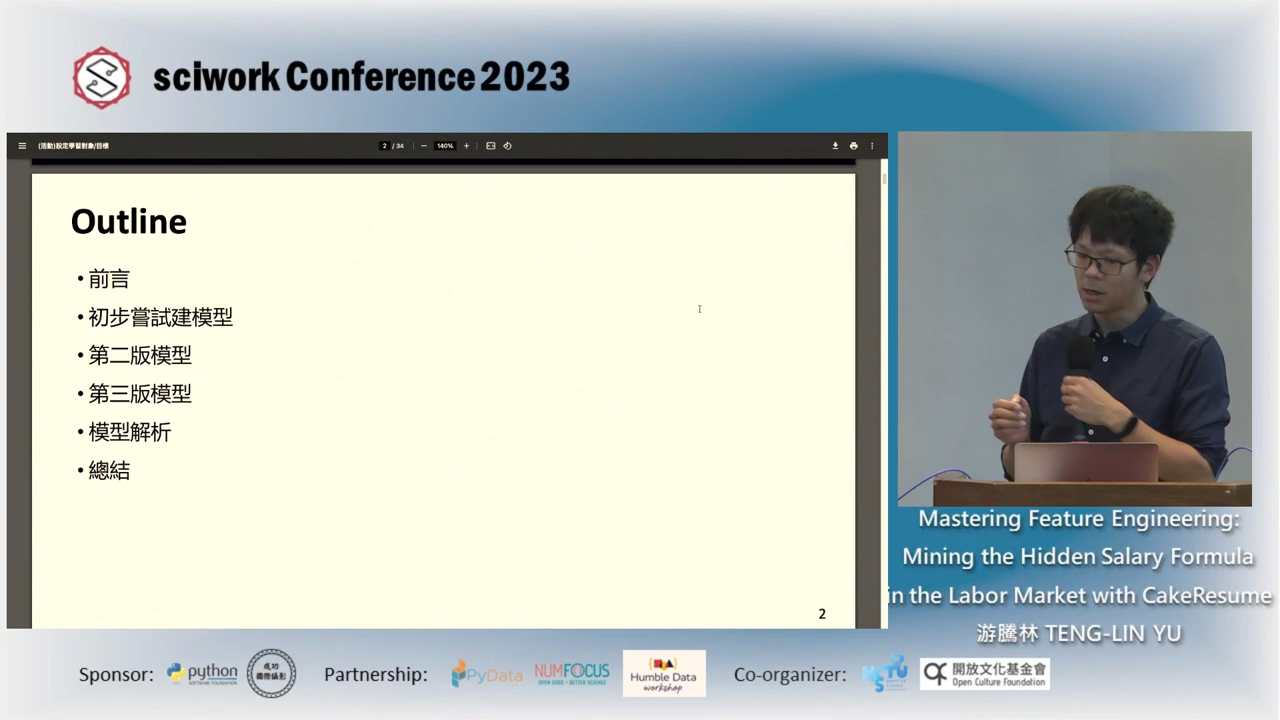 sciwork Conference 2023
(活動)設定學習對象/目標
2 / 34
140%
Outline
• 前言
• 初步嘗試建模型
• 第二版模型
• 第三版模型
• 模型解析
• 總結
2
Mastering Feature Engineering:
Mining the Hidden Salary Formula
in the Labor Market with CakeResume
游騰林 TENG-LIN YU
Sponsor:
python
SOFTWARE FOUNDATION
成功
國際攝影
Partnership:
PyData
NUMFOCUS
OPEN CODE = BETTER SCIENCE
Humble Data
workshop
Co-organizer:
開放文化基金會
Open Culture Foundation